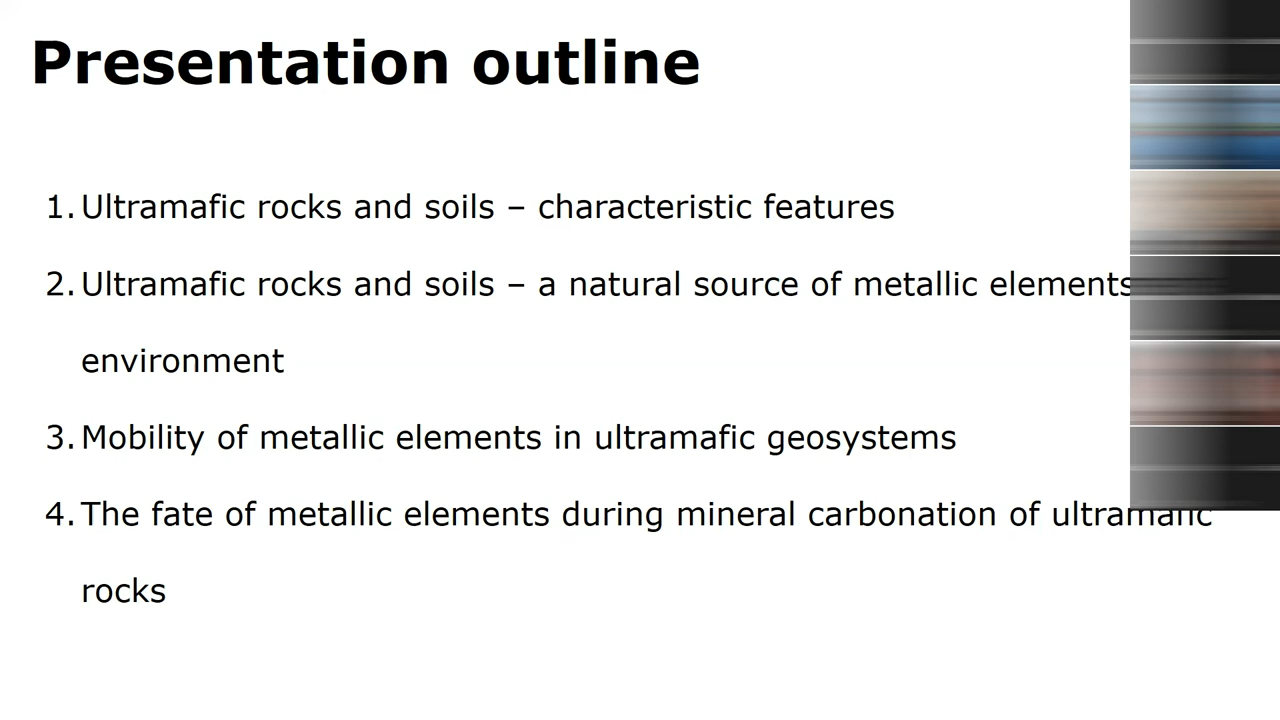 Presentation outline
1. Ultramafic rocks and soils – characteristic features
2. Ultramafic rocks and soils – a natural source of metallic elements
environment
3. Mobility of metallic elements in ultramafic geosystems
4. The fate of metallic elements during mineral carbonation of ultramafic
rocks